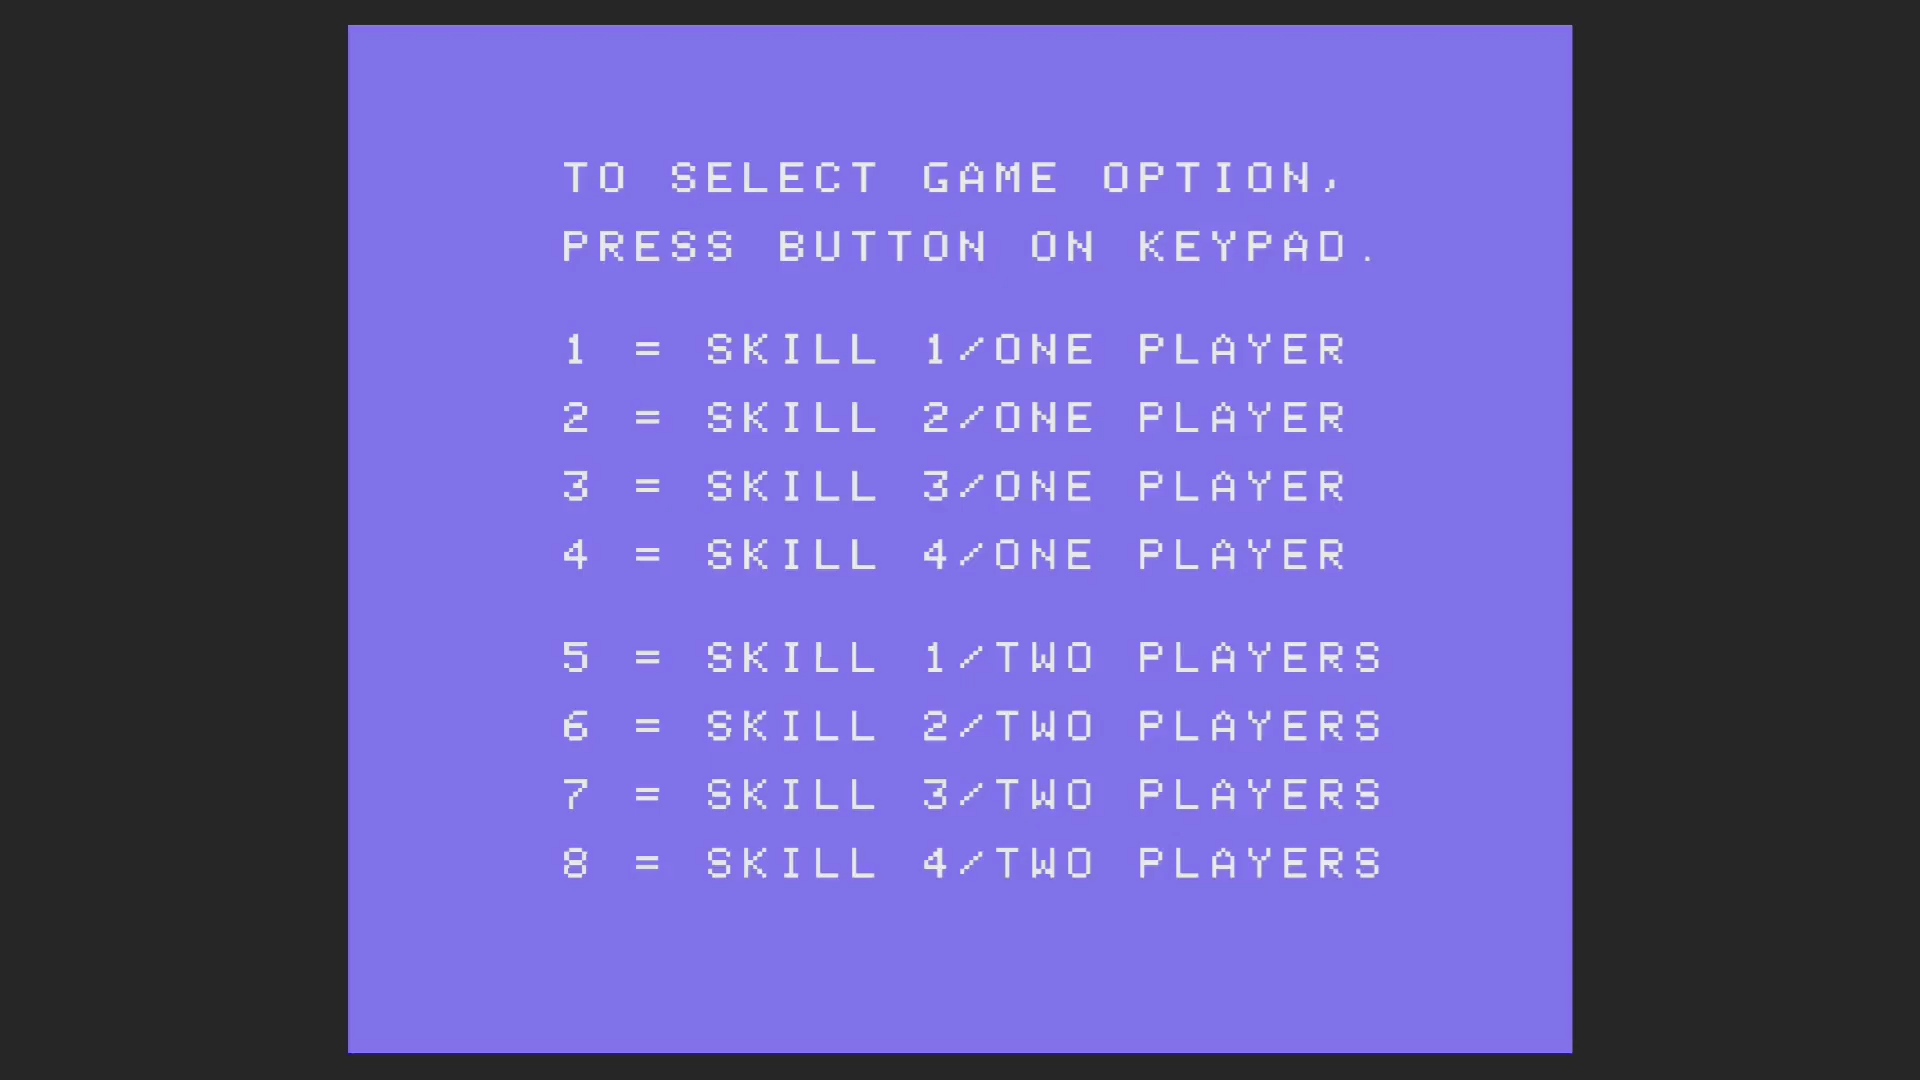 TO SELECT GAME OPTION,
PRESS BUTTON ON KEYPAD.
1 = SKILL 1/ONE PLAYER
2 = SKILL 2/ONE PLAYER
3 = SKILL 3/ONE PLAYER
4 = SKILL 4/ONE PLAYER
5 = SKILL 1/TWO PLAYERS
6 = SKILL 2/TWO PLAYERS
7 = SKILL 3/TWO PLAYERS
8 = SKILL 4/TWO PLAYERS